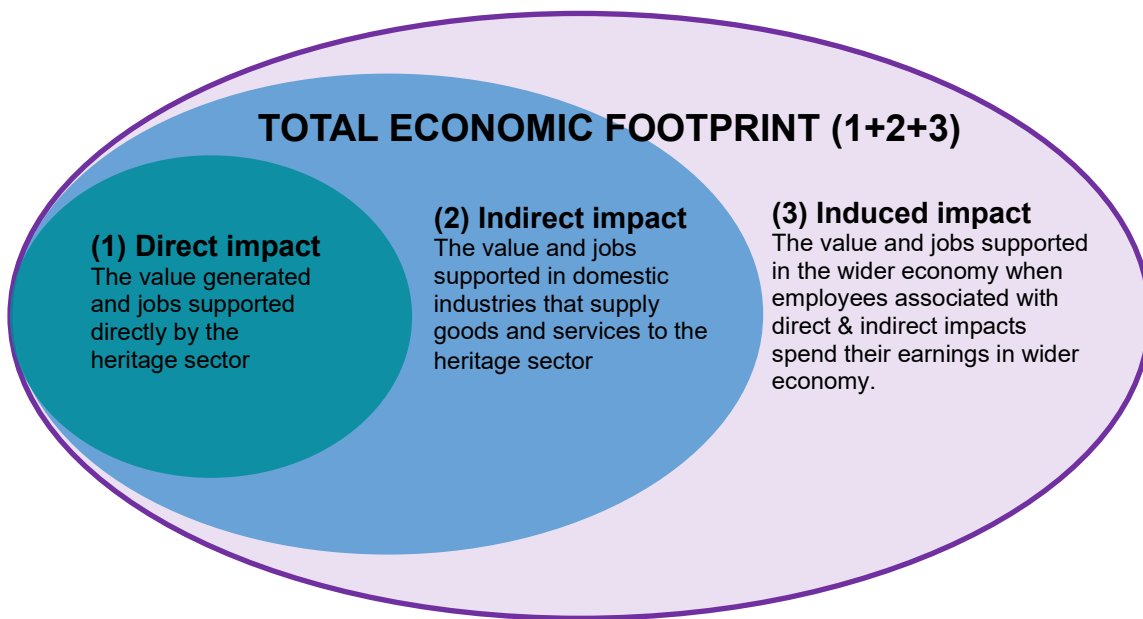 TOTAL ECONOMIC FOOTPRINT (1+2+3)
(1) Direct impact
The value generated
and jobs supported
directly by the
heritage sector
(2) Indirect impact
The value and jobs
supported in domestic
industries that supply
goods and services to the
heritage sector
(3) Induced impact
The value and jobs supported
in the wider economy when
employees associated with
direct & indirect impacts
spend their earnings in wider
economy.